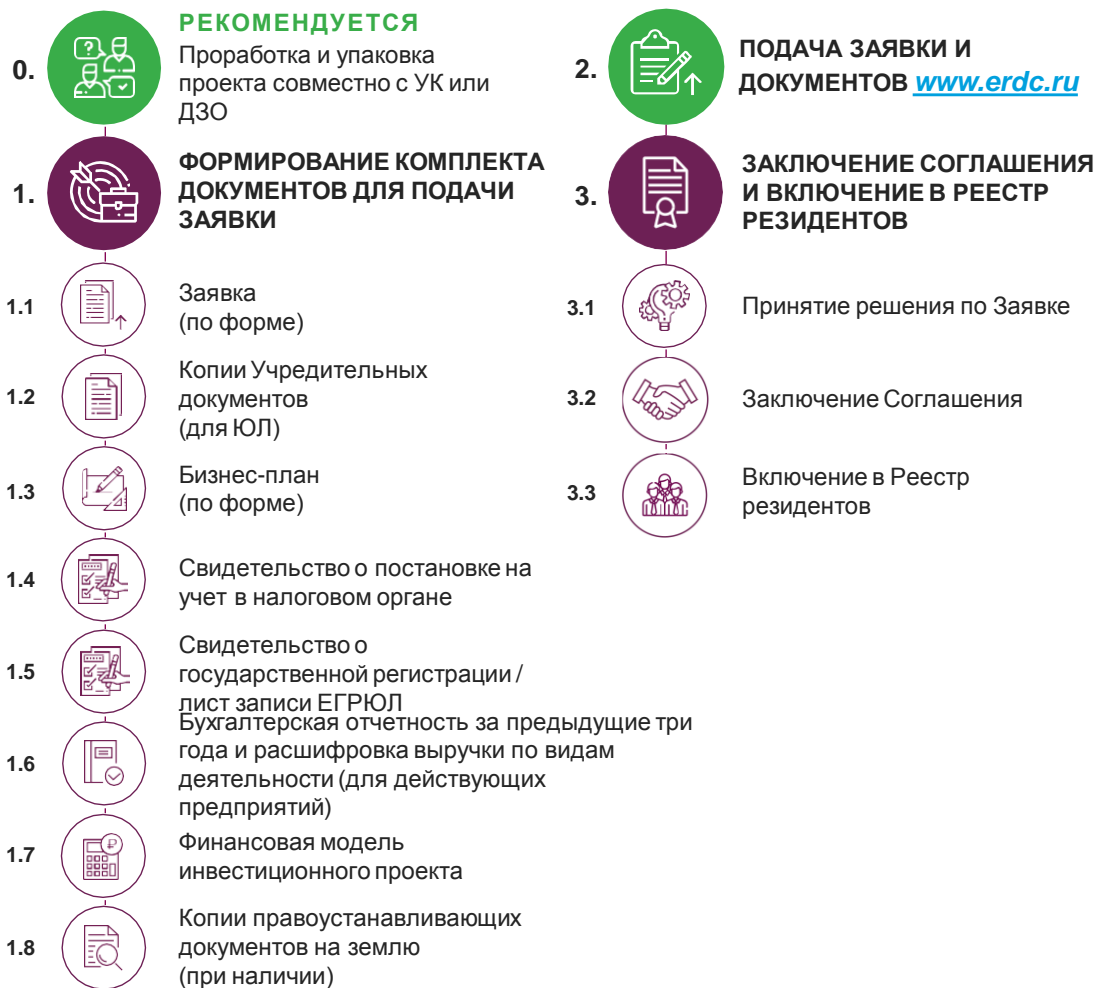 РЕКОМЕНДУЕТСЯ
0.
Проработка и упаковка
проекта совместно с УК или
ДЗО
1.
ФОРМИРОВАНИЕ КОМПЛЕКТА
ДОКУМЕНТОВ ДЛЯ ПОДАЧИ
ЗАЯВКИ
1.1
Заявка
(по форме)
1.2
Копии Учредительных
документов
(для ЮЛ)
1.3
Бизнес-план
(по форме)
1.4
Свидетельство о постановке на
учет в налоговом органе
1.5
Свидетельство о
государственной регистрации /
лист записи ЕГРЮЛ
1.6
Бухгалтерская отчетность за предыдущие три
года и расшифровка выручки по видам
деятельности (для действующих
предприятий)
1.7
Финансовая модель
инвестиционного проекта
1.8
Копии правоустанавливающих
документов на землю
(при наличии)
2.
ПОДАЧА ЗАЯВКИ И
ДОКУМЕНТОВ www.erdc.ru
3.
ЗАКЛЮЧЕНИЕ СОГЛАШЕНИЯ
И ВКЛЮЧЕНИЕ В РЕЕСТР
РЕЗИДЕНТОВ
3.1
Принятие решения по Заявке
3.2
Заключение Соглашения
3.3
Включение в Реестр
резидентов